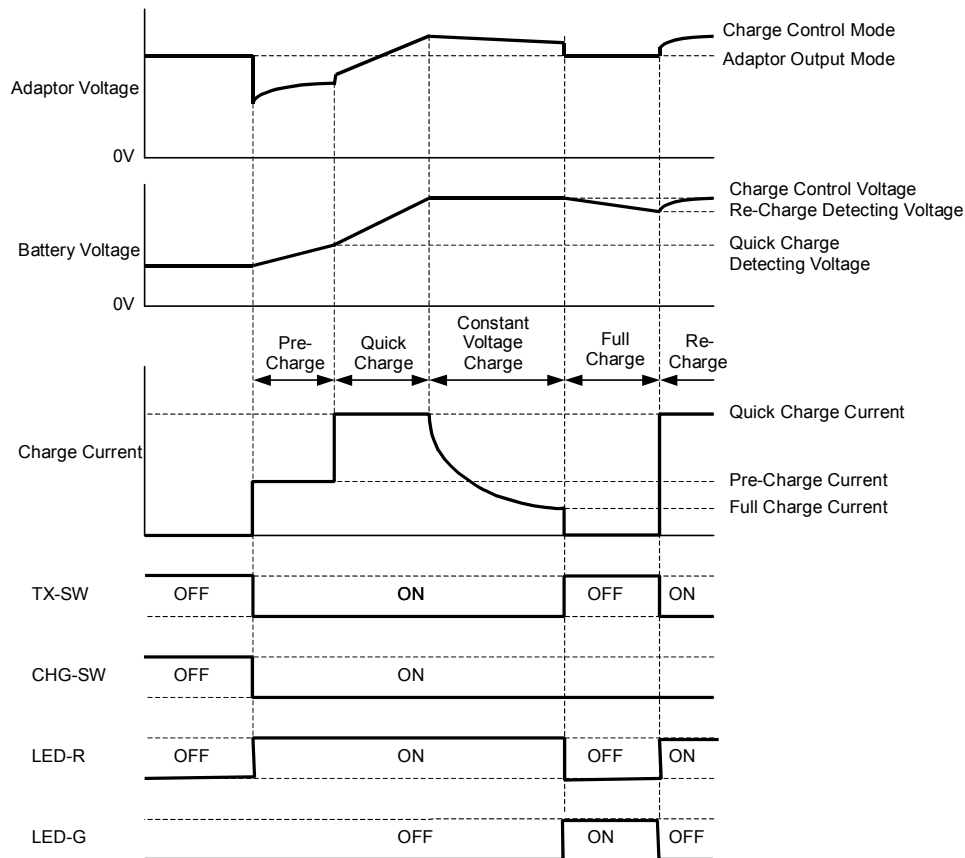 Charge Control Mode
Adaptor Output Mode
Adaptor Voltage
0V
Charge Control Voltage
Re-Charge Detecting Voltage
Battery Voltage
Quick Charge
Detecting Voltage
0V
Pre-
Charge
Quick
Charge
Constant
Voltage
Charge
Full
Charge
Re-
Charge
Quick Charge Current
Charge Current
Pre-Charge Current
Full Charge Current
TX-SW OFF ON OFF ON
CHG-SW OFF ON
LED-R OFF ON OFF ON
LED-G OFF ON OFF